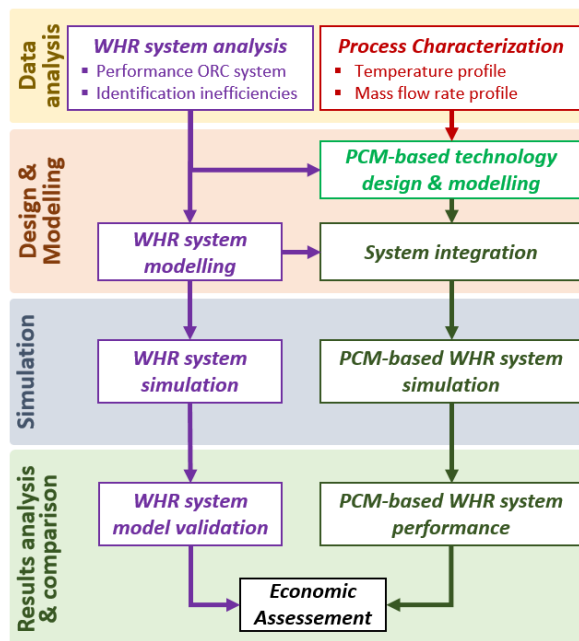 Data
analysis
WHR system analysis
▪ Performance ORC system
▪ Identification inefficiencies
Process Characterization
▪ Temperature profile
▪ Mass flow rate profile
Design &
Modelling
PCM-based technology
design & modelling
WHR system
modelling
System integration
Simulation
WHR system
simulation
PCM-based WHR system
simulation
Results analysis
& comparison
WHR system
model validation
PCM-based WHR system
performance
Economic
Assessment